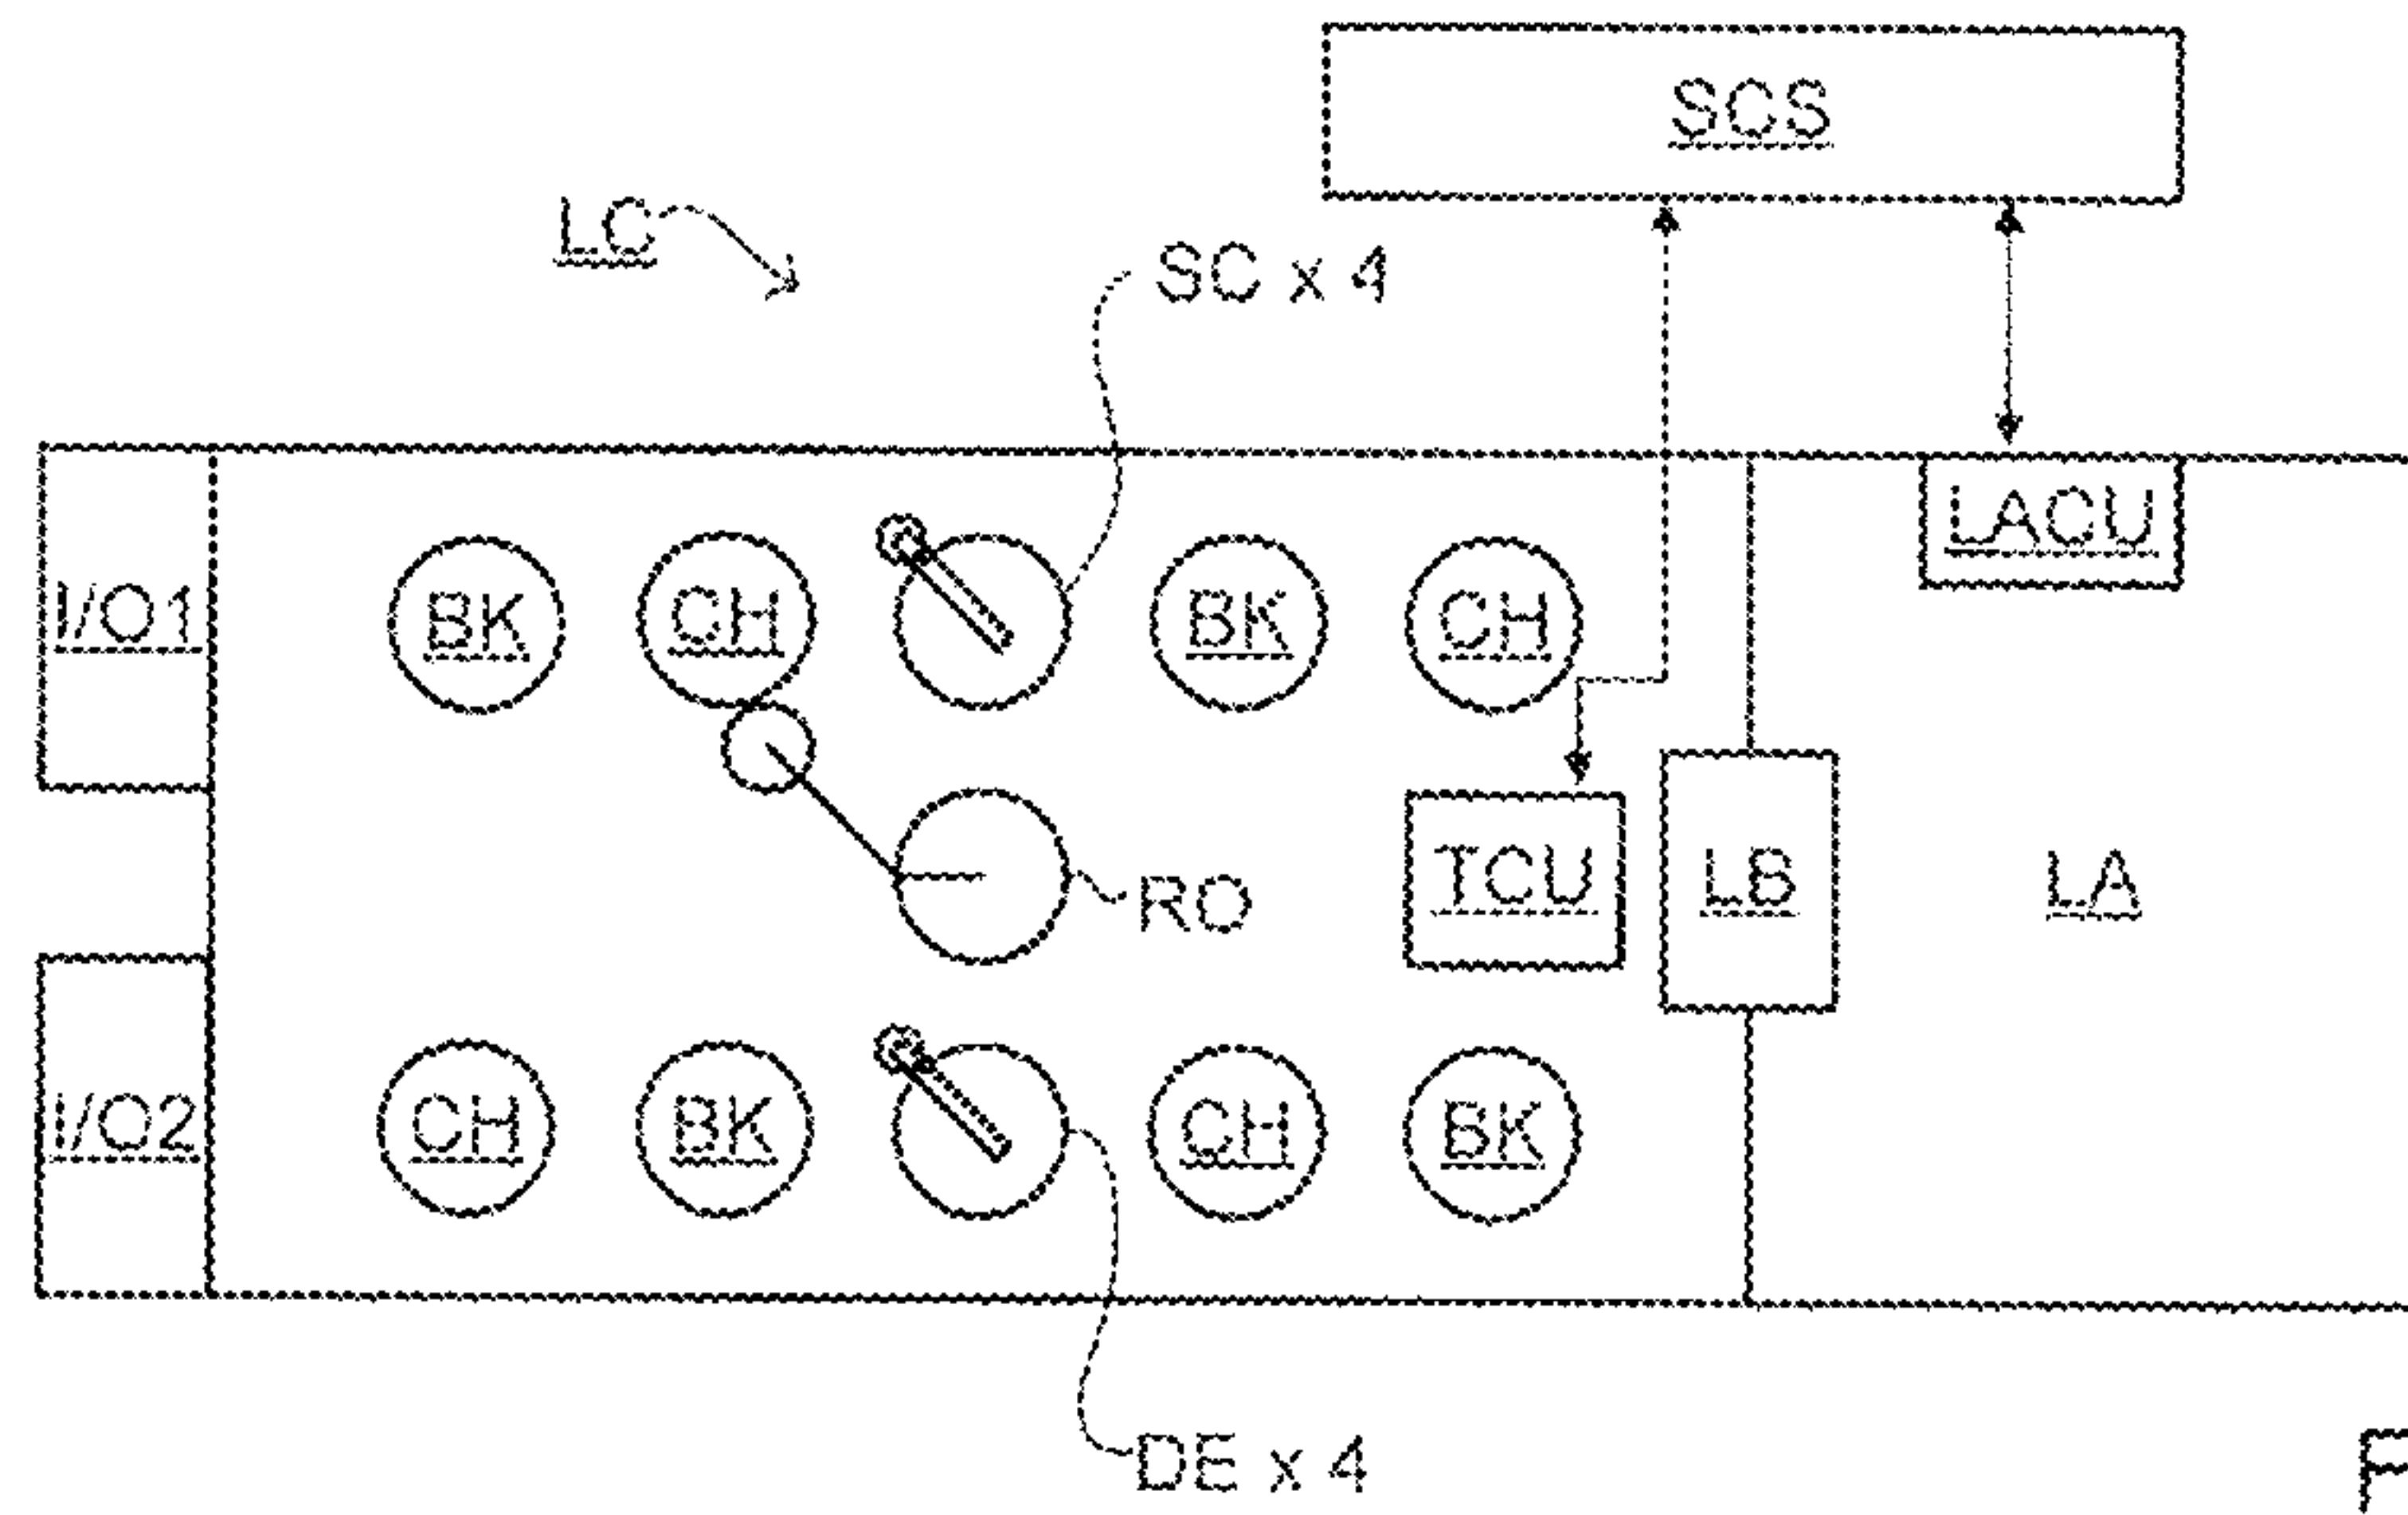 SCS
LC
SC x 4
LACU
I/O1
BK
CH
BK
CH
RO
TCU
LB
LA
I/O2
CH
BK
CH
BK
DE x 4